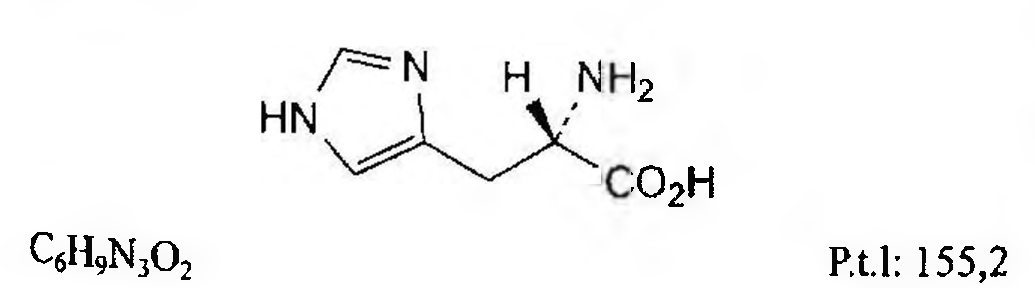 N
H NH₂
HN
CO₂H
C₆H₉N₃O₂ P.t.l: 155,2